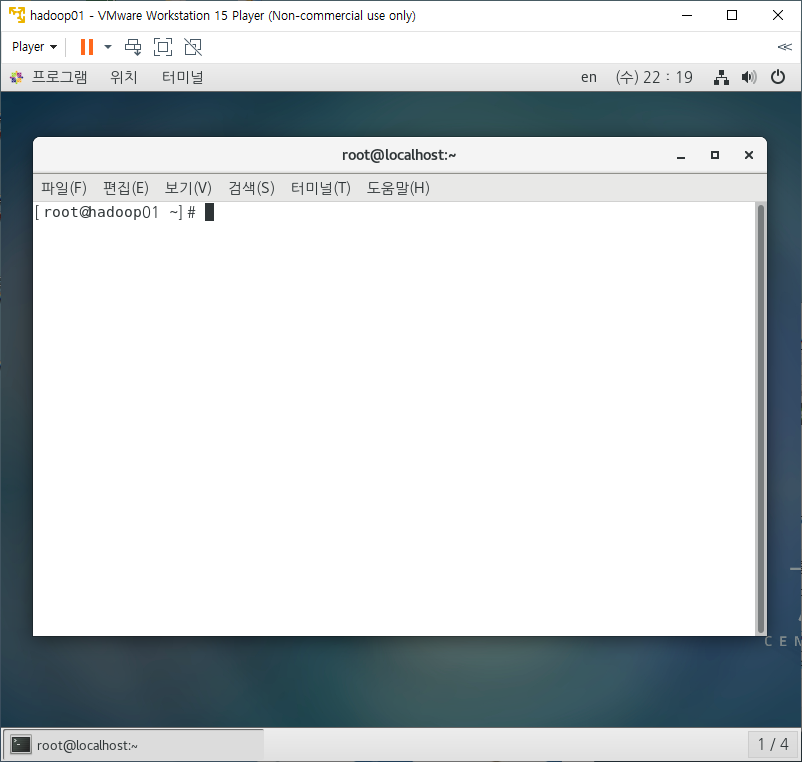 hadoop01 - VMware Workstation 15 Player (Non-commercial use only)
Player
프로그램 위치 터미널 en (수) 22 : 19
root@localhost:~
파일(F) 편집(E) 보기(V) 검색(S) 터미널(T) 도움말(H)
[root@hadoop01 ~]#
CEN
root@localhost:~ 1 / 4